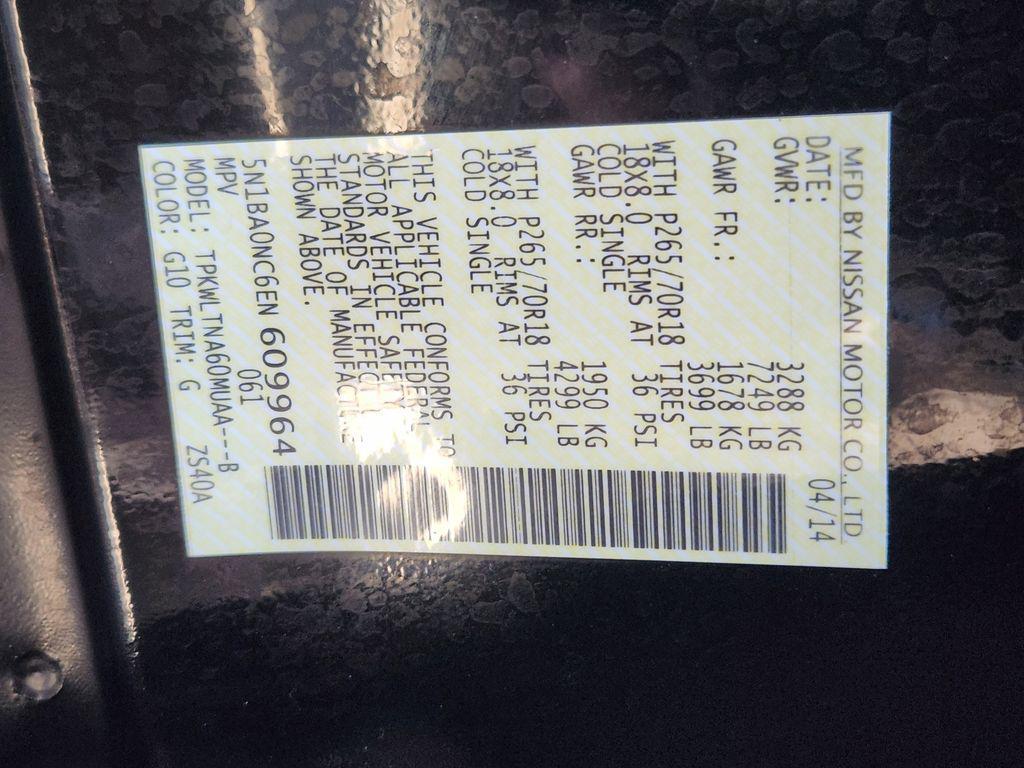 MFD BY NISSAN MOTOR CO., LTD
DATE: 04/14
GVWR: 3288 KG
7249 LB
GAWR FR.: 1678 KG
3699 LB
WITH P265/70R18 TIRES
18X8.0 RIMS AT 36 PSI
COLD SINGLE
GAWR RR.: 1950 KG
4299 LB
WITH P265/70R18 TIRES
18X8.0 RIMS AT 36 PSI
COLD SINGLE
THIS VEHICLE CONFORMS TO
ALL APPLICABLE FEDERAL
MOTOR VEHICLE SAFETY
STANDARDS IN EFFECT
THE DATE OF MANUFACTURE
SHOWN ABOVE.
5N1BA0NC6EN 609964
MPV 061
MODEL: TPKWLTNA60MUAA---B
COLOR: G10 TRIM: G ZS40A